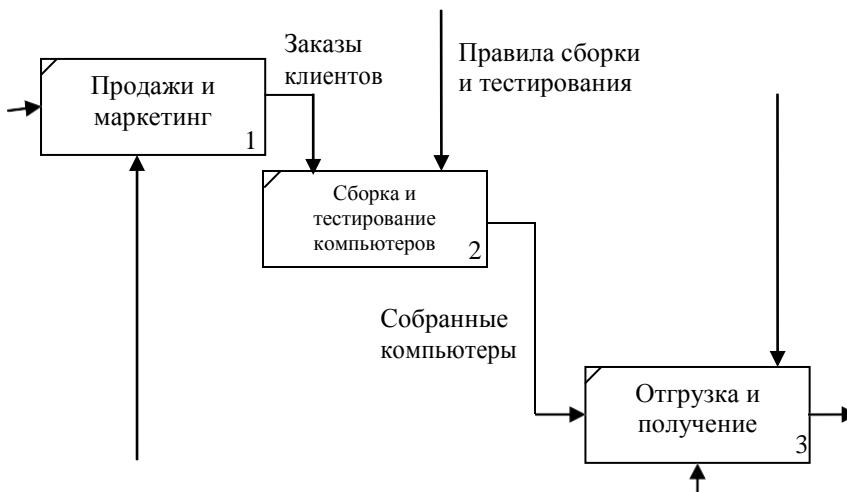 Заказы
клиентов
Правила сборки
и тестирования
Продажи и
маркетинг
1
Сборка и
тестирование
компьютеров
2
Собранные
компьютеры
Отгрузка и
получение
3